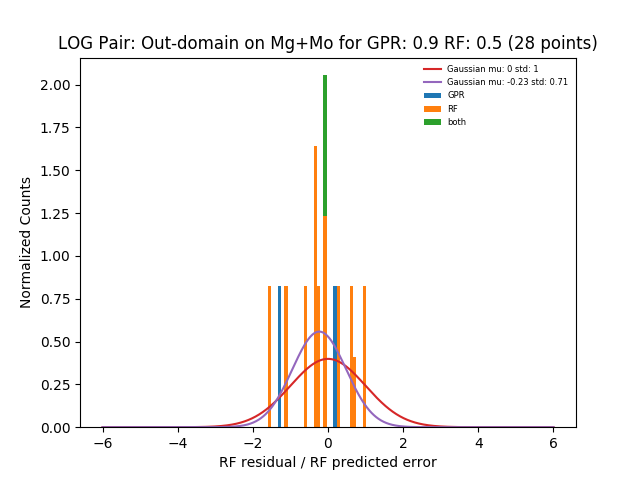 LOG Pair: Out-domain on Mg+Mo for GPR: 0.9 RF: 0.5 (28 points)
Gaussian mu: 0 std: 1
Gaussian mu: -0.23 std: 0.71
GPR
RF
both
2.00
1.75
1.50
1.25
1.00
0.75
0.50
0.25
0.00
Normalized Counts
−6 −4 −2 0 2 4 6
RF residual / RF predicted error